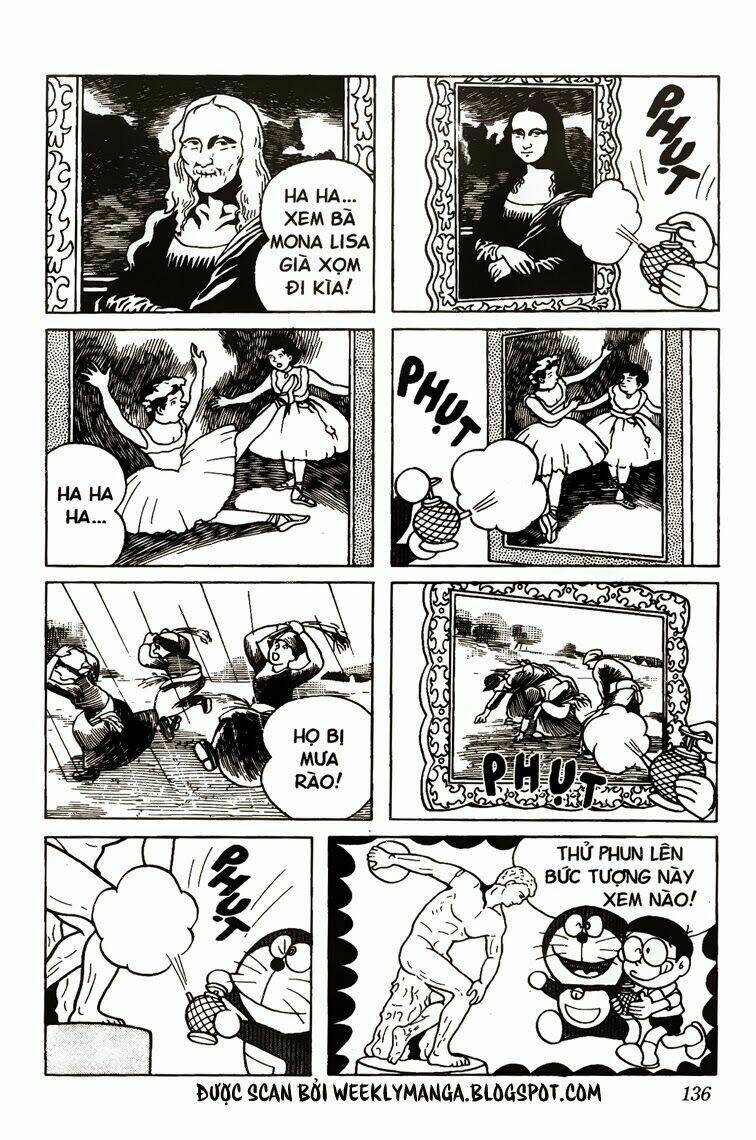 PHỤT
HA HA...
XEM BÀ
MONA LISA
GIÀ XỌM
ĐI KÌA!
PHỤT
HA HA
HA...
PHỤT
HỌ BỊ
MƯA
RÀO!
THỬ PHUN LÊN
BỨC TƯỢNG NÀY
XEM NÀO!
PHỤT
ĐƯỢC SCAN BỞI WEEKLYMANGA.BLOGSPOT.COM
136